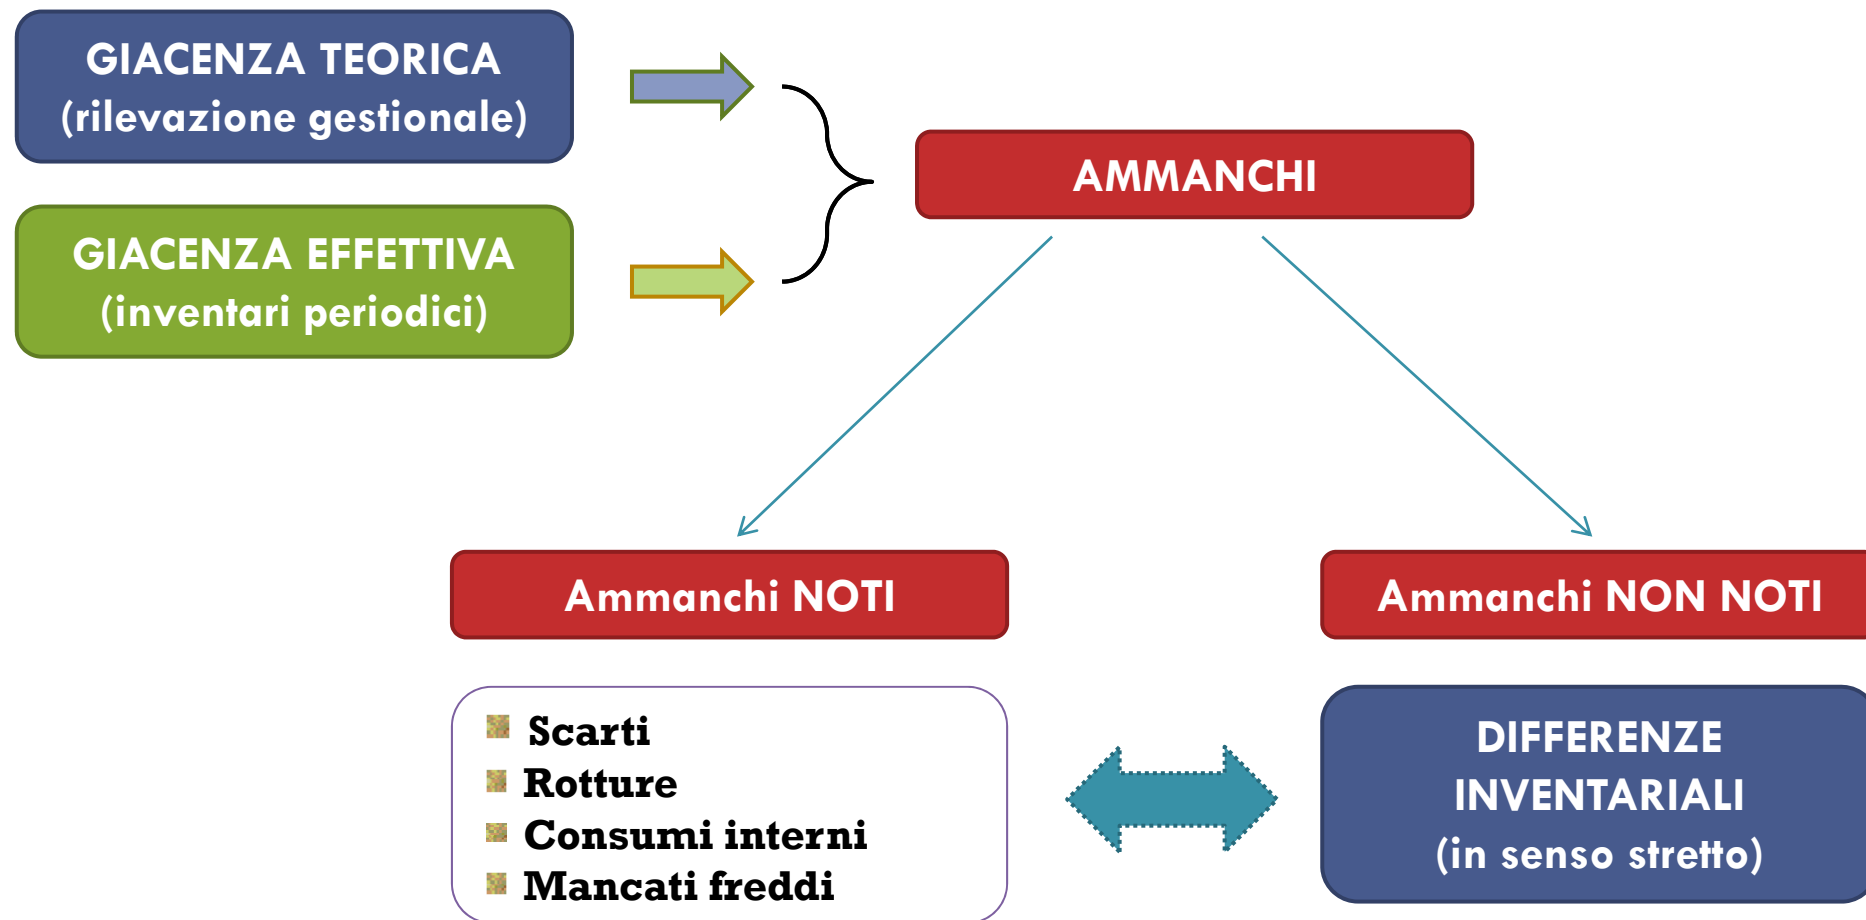 GIACENZA TEORICA
(rilevazione gestionale)
GIACENZA EFFETTIVA
(inventari periodici)
AMMANCHI
Ammanchi NOTI
Ammanchi NON NOTI
Scarti
Rotture
Consumi interni
Mancati freddi
DIFFERENZE
INVENTARIALI
(in senso stretto)